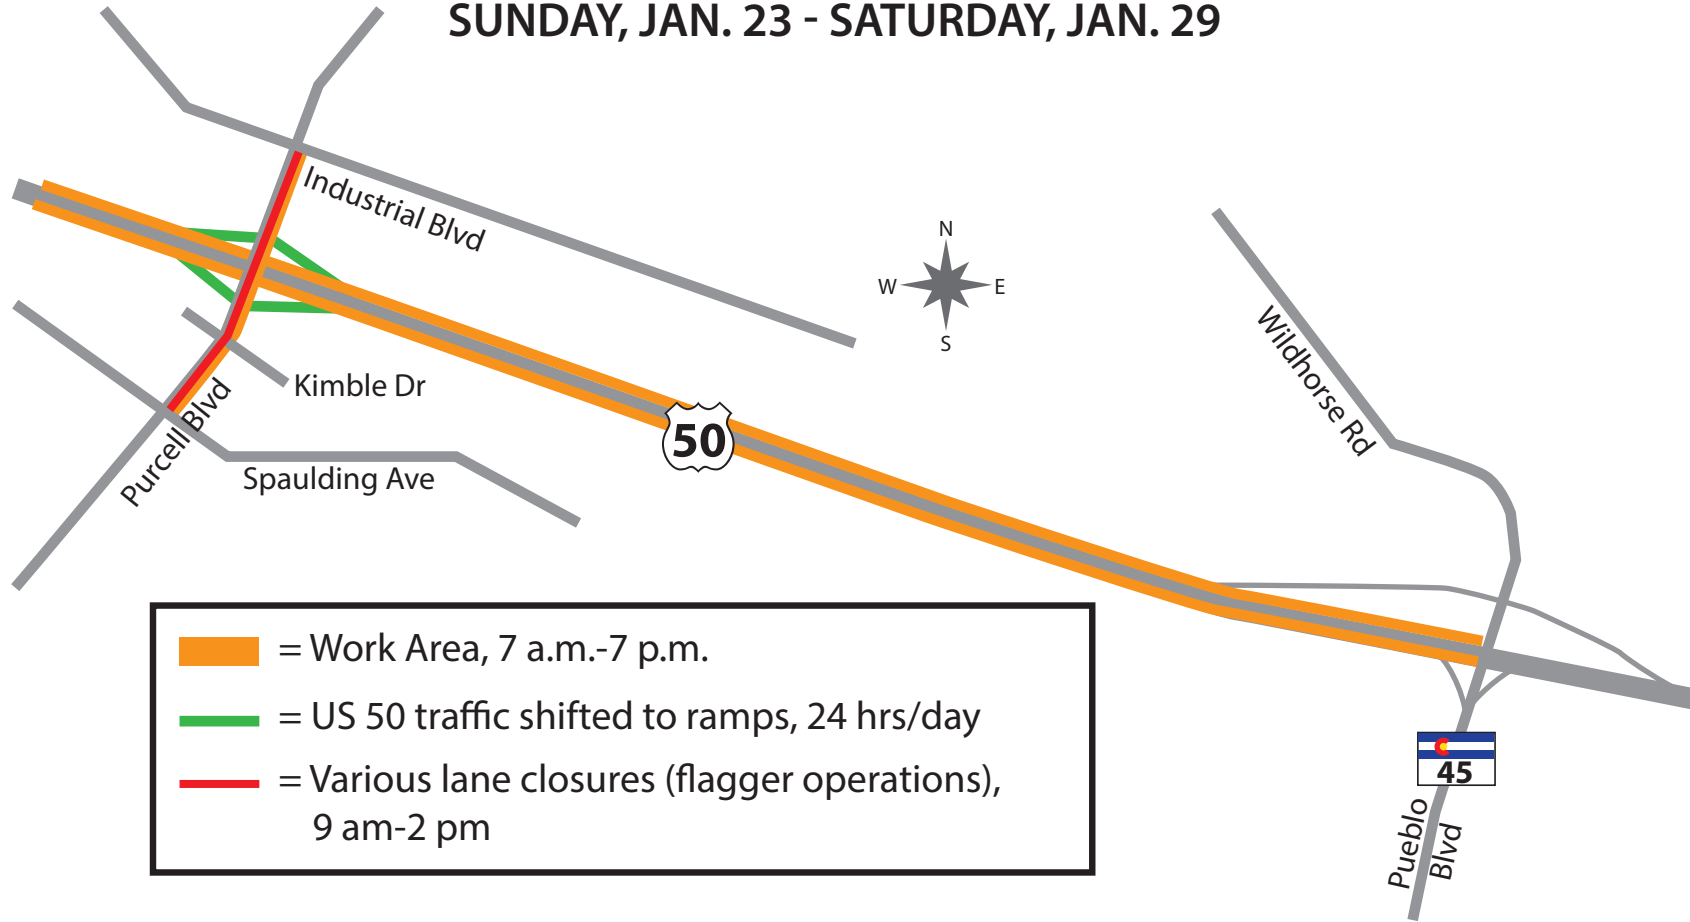 SUNDAY, JAN. 23 - SATURDAY, JAN. 29
Industrial Blvd
N
W
E
S
Wildhorse Rd
Kimble Dr
Purcell Blvd
50
Spaulding Ave
= Work Area, 7 a.m.-7 p.m.
= US 50 traffic shifted to ramps, 24 hrs/day
= Various lane closures (flagger operations),
9 am-2 pm
45
Pueblo
Blvd